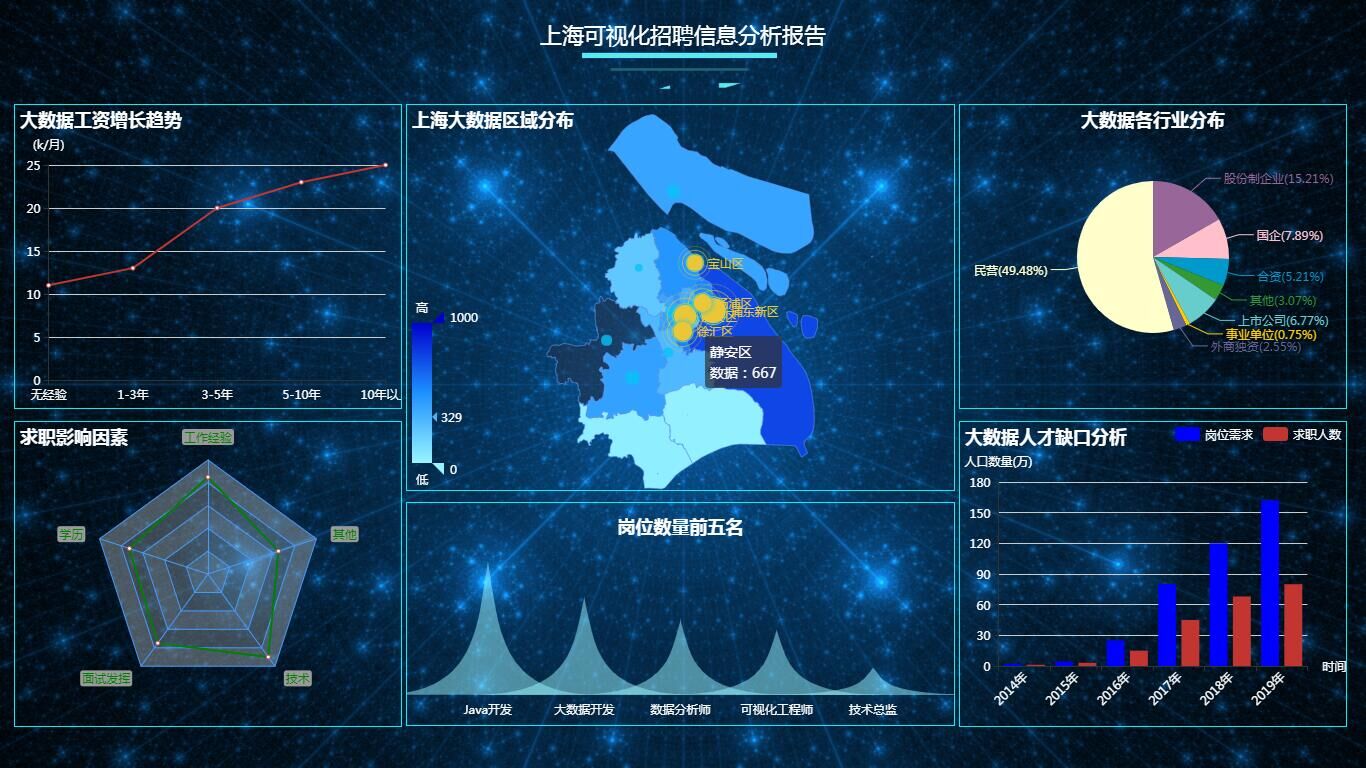 上海可视化招聘信息分析报告
大数据工资增长趋势
(k/月)
25
20
15
10
5
0
无经验 1-3年 3-5年 5-10年 10年以
求职影响因素
工作经验
学历
其他
面试发挥
技术
上海大数据区域分布
宝山区
杨浦区
浦东新区
徐汇区
静安区
数据：667
高
1000
329
0
低
岗位数量前五名
Java开发 大数据开发 数据分析师 可视化工程师 技术总监
大数据各行业分布
股份制企业(15.21%)
国企(7.89%)
民营(49.48%)
合资(5.21%)
其他(3.07%)
上市公司(6.77%)
事业单位(0.75%)
外商独资(2.55%)
大数据人才缺口分析
岗位需求 求职人数
人口数量(万)
180
150
120
90
60
30
0
时间
2014年 2015年 2016年 2017年 2018年 2019年